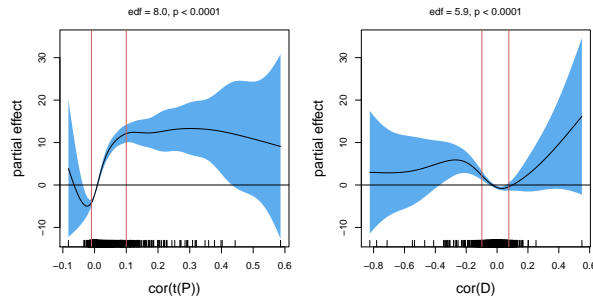 edf = 8.0, p < 0.0001
partial effect
30
20
10
0
−10
−0.1 0.0 0.1 0.2 0.3 0.4 0.5 0.6
cor(t(P))
edf = 5.9, p < 0.0001
partial effect
30
20
10
0
−10
−0.8 −0.6 −0.4 −0.2 0.0 0.2 0.4 0.6
cor(D)